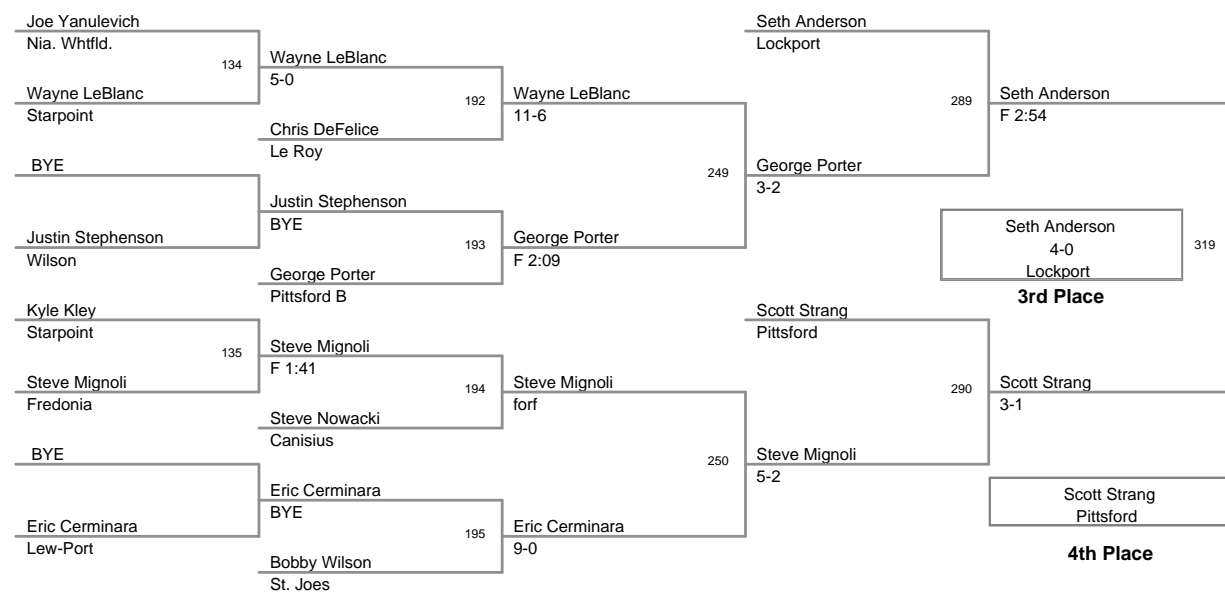 Joe Yanulevich
Nia. Whtfld.
134
Wayne LeBlanc
Starpoint
BYE
Justin Stephenson
Wilson
Kyle Kley
Starpoint
135
Steve Mignoli
Fredonia
BYE
Eric Cerminara
Lew-Port
Wayne LeBlanc
5-0
192
Chris DeFelice
Le Roy
Justin Stephenson
BYE
193
George Porter
Pittsford B
Steve Mignoli
F 1:41
194
Steve Nowacki
Canisius
Eric Cerminara
BYE
195
Bobby Wilson
St. Joes
Wayne LeBlanc
11-6
249
George Porter
F 2:09
Steve Mignoli
forf
250
Eric Cerminara
9-0
Seth Anderson
Lockport
289
George Porter
3-2
Scott Strang
Pittsford
290
Steve Mignoli
5-2
Seth Anderson
F 2:54
Seth Anderson
4-0
Lockport
319
3rd Place
Scott Strang
3-1
Scott Strang
Pittsford
4th Place